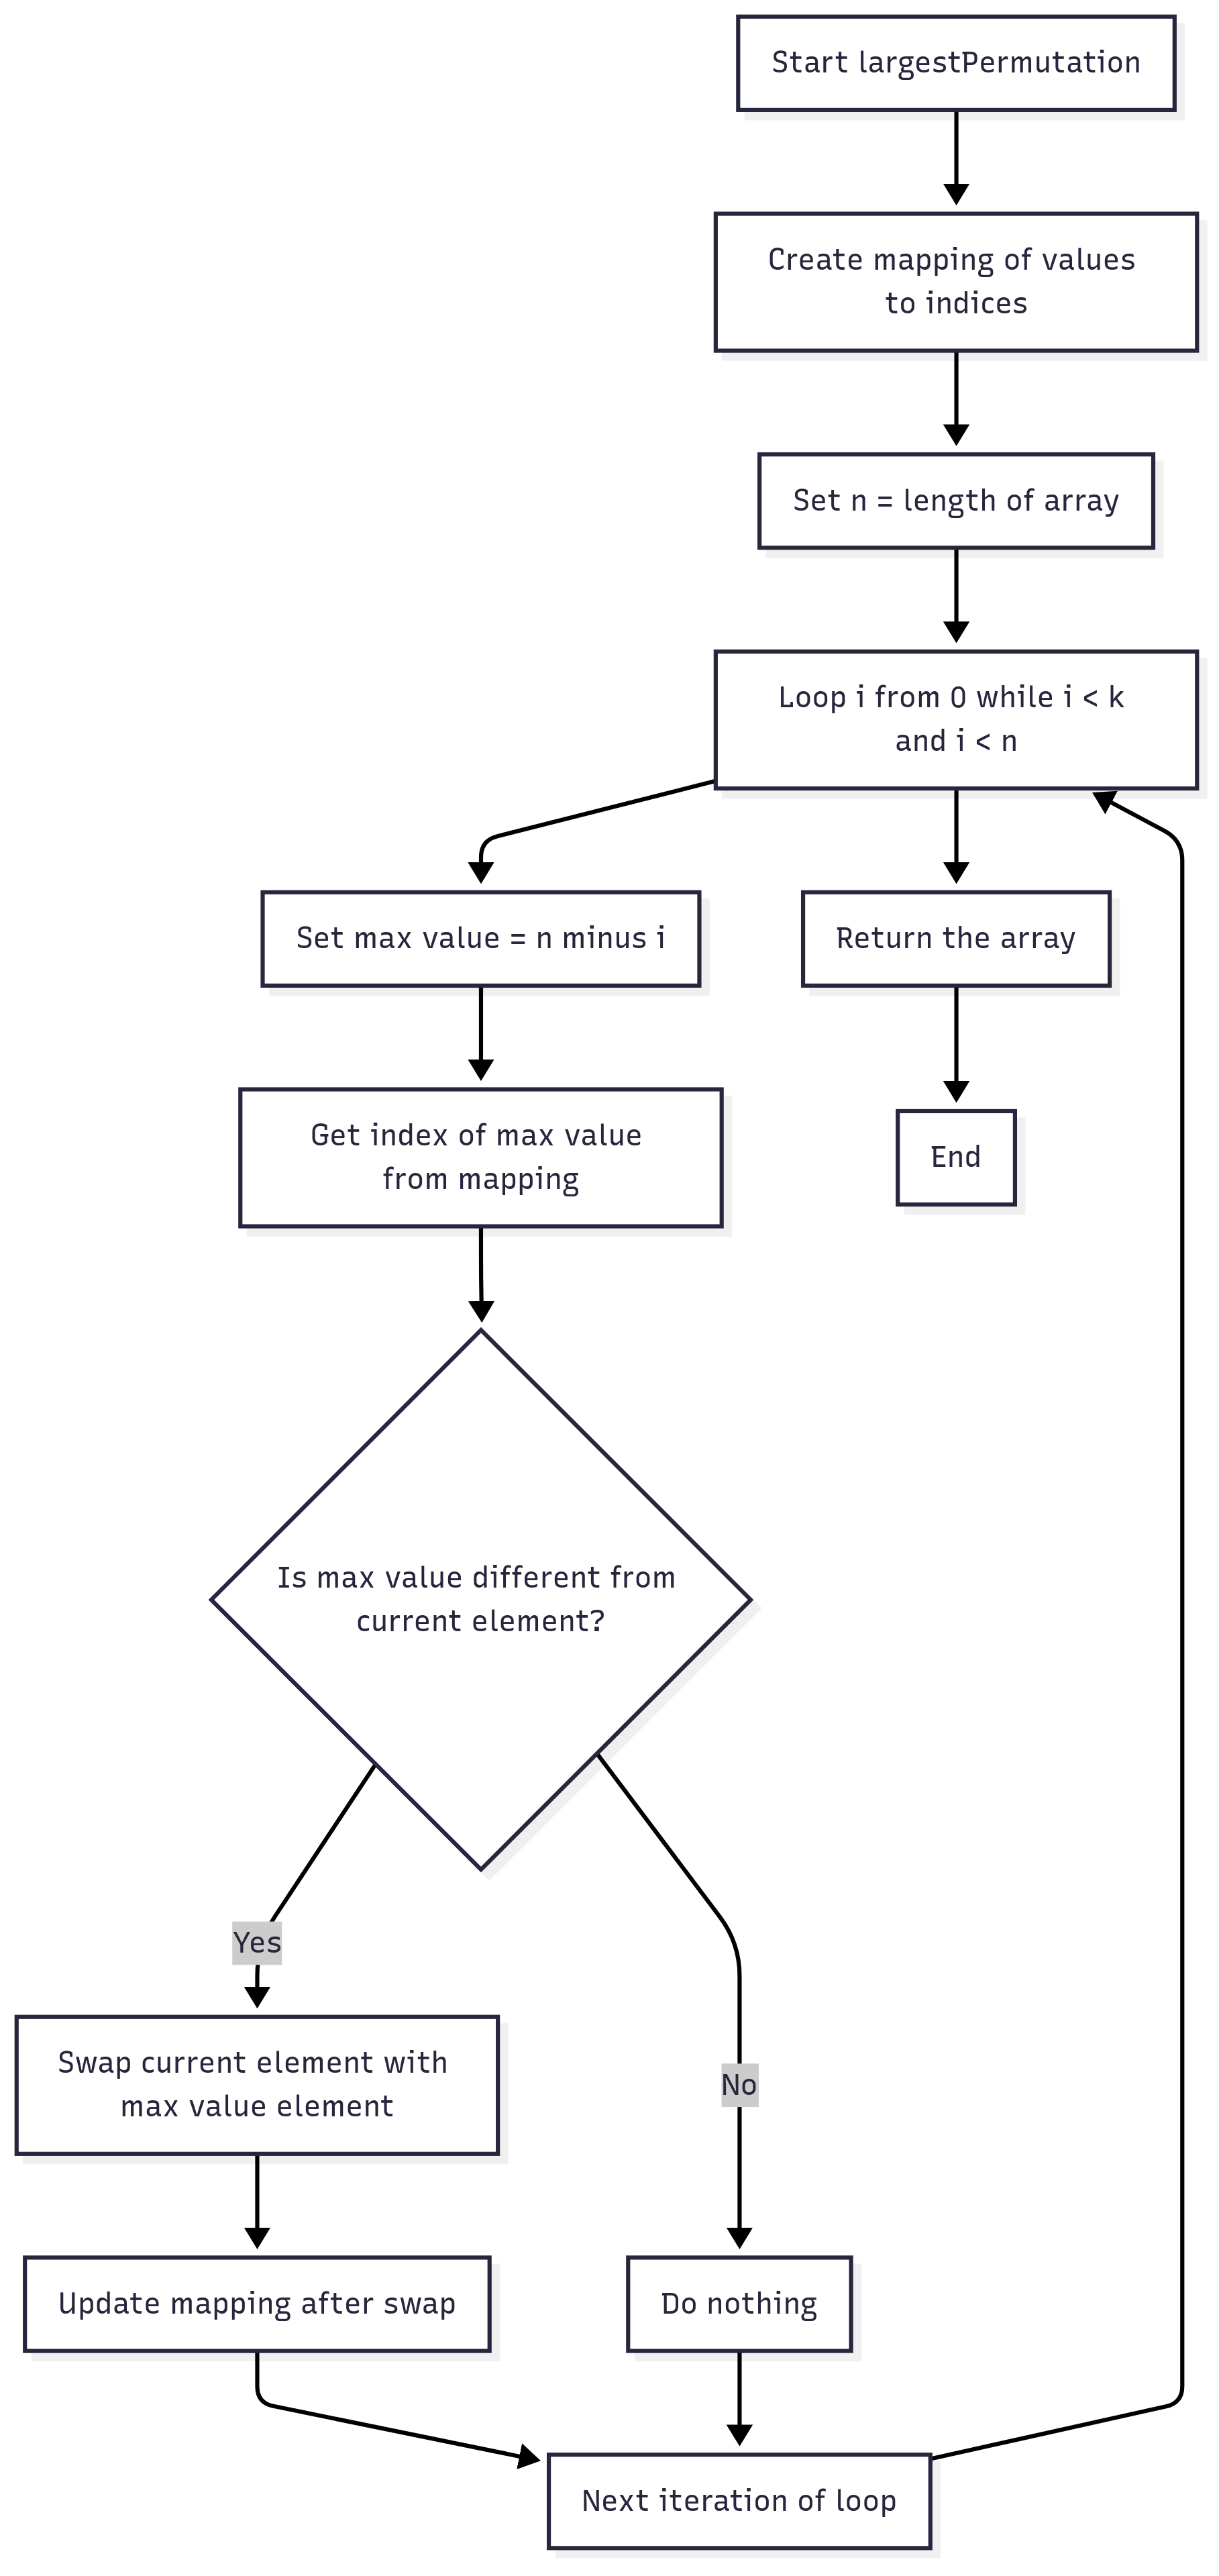 Start largestPermutation
Create mapping of values
to indices
Set n = length of array
Loop i from 0 while i < k
and i < n
Set max value = n minus i
Return the array
Get index of max value
from mapping
End
Is max value different from
current element?
Yes
No
Swap current element with
max value element
Update mapping after swap
Do nothing
Next iteration of loop